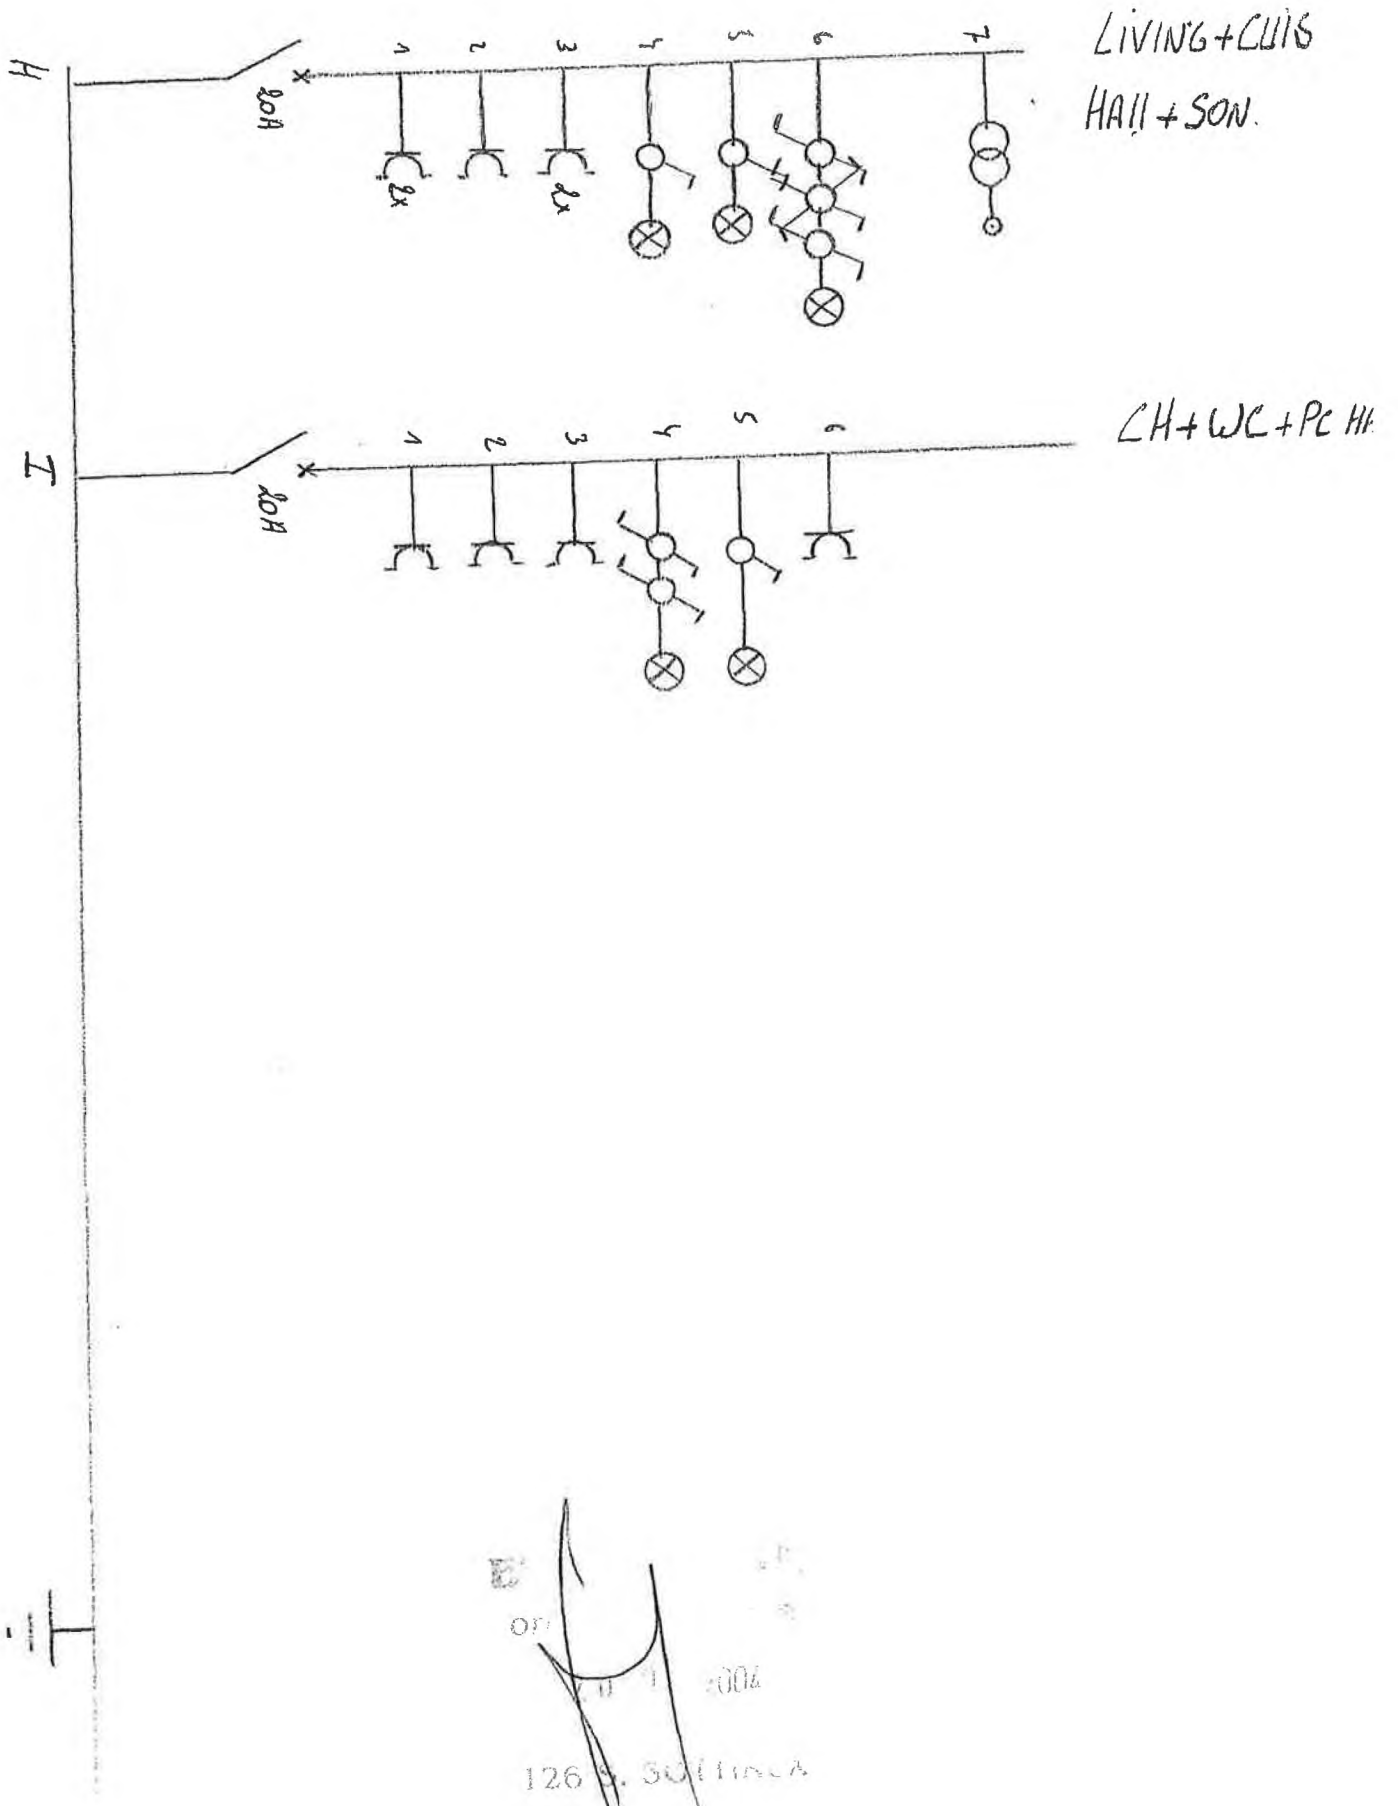 LIVING+CUIS
HAll + SON.
H
20A
1 2 3 4 5 6 7
2x 2x
CH+WC+PC
I
20A
1 2 3 4 5 6
E
126 S.